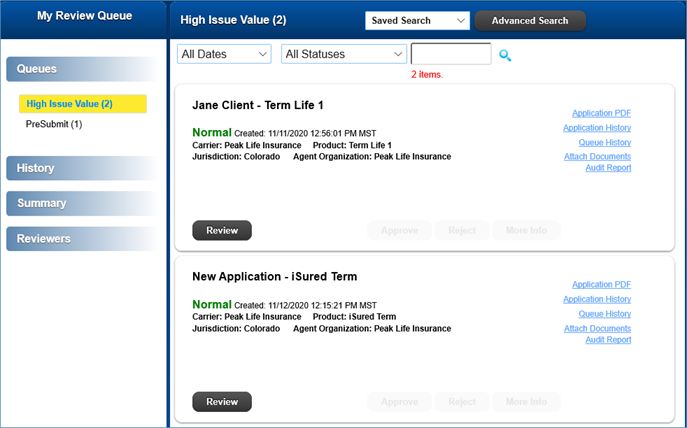 My Review Queue
Queues
High Issue Value (2)
PreSubmit (1)
History
Summary
Reviewers
High Issue Value (2)
Saved Search
Advanced Search
All Dates
All Statuses
2 items.
Jane Client - Term Life 1
Normal Created: 11/11/2020 12:56:01 PM MST
Carrier: Peak Life Insurance Product: Term Life 1
Jurisdiction: Colorado Agent Organization: Peak Life Insurance
Application PDF
Application History
Queue History
Attach Documents
Audit Report
Review
Approve
Reject
More Info
New Application - iSured Term
Normal Created: 11/12/2020 12:15:21 PM MST
Carrier: Peak Life Insurance Product: iSured Term
Jurisdiction: Colorado Agent Organization: Peak Life Insurance
Application PDF
Application History
Queue History
Attach Documents
Audit Report
Review
Approve
Reject
More Info